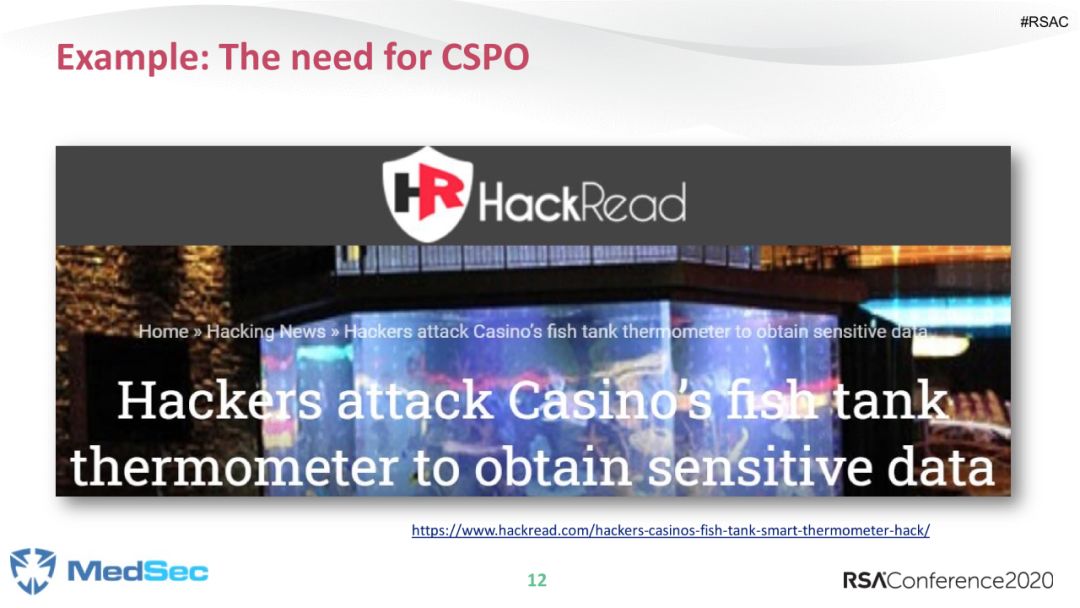 #RSAC
Example: The need for CSPO
HR HackRead
Home » Hacking News » Hackers attack Casino's fish tank thermometer to obtain sensitive data
Hackers attack Casino's fish tank
thermometer to obtain sensitive data
https://www.hackread.com/hackers-casinos-fish-tank-smart-thermometer-hack/
MedSec
12
RSAConference2020